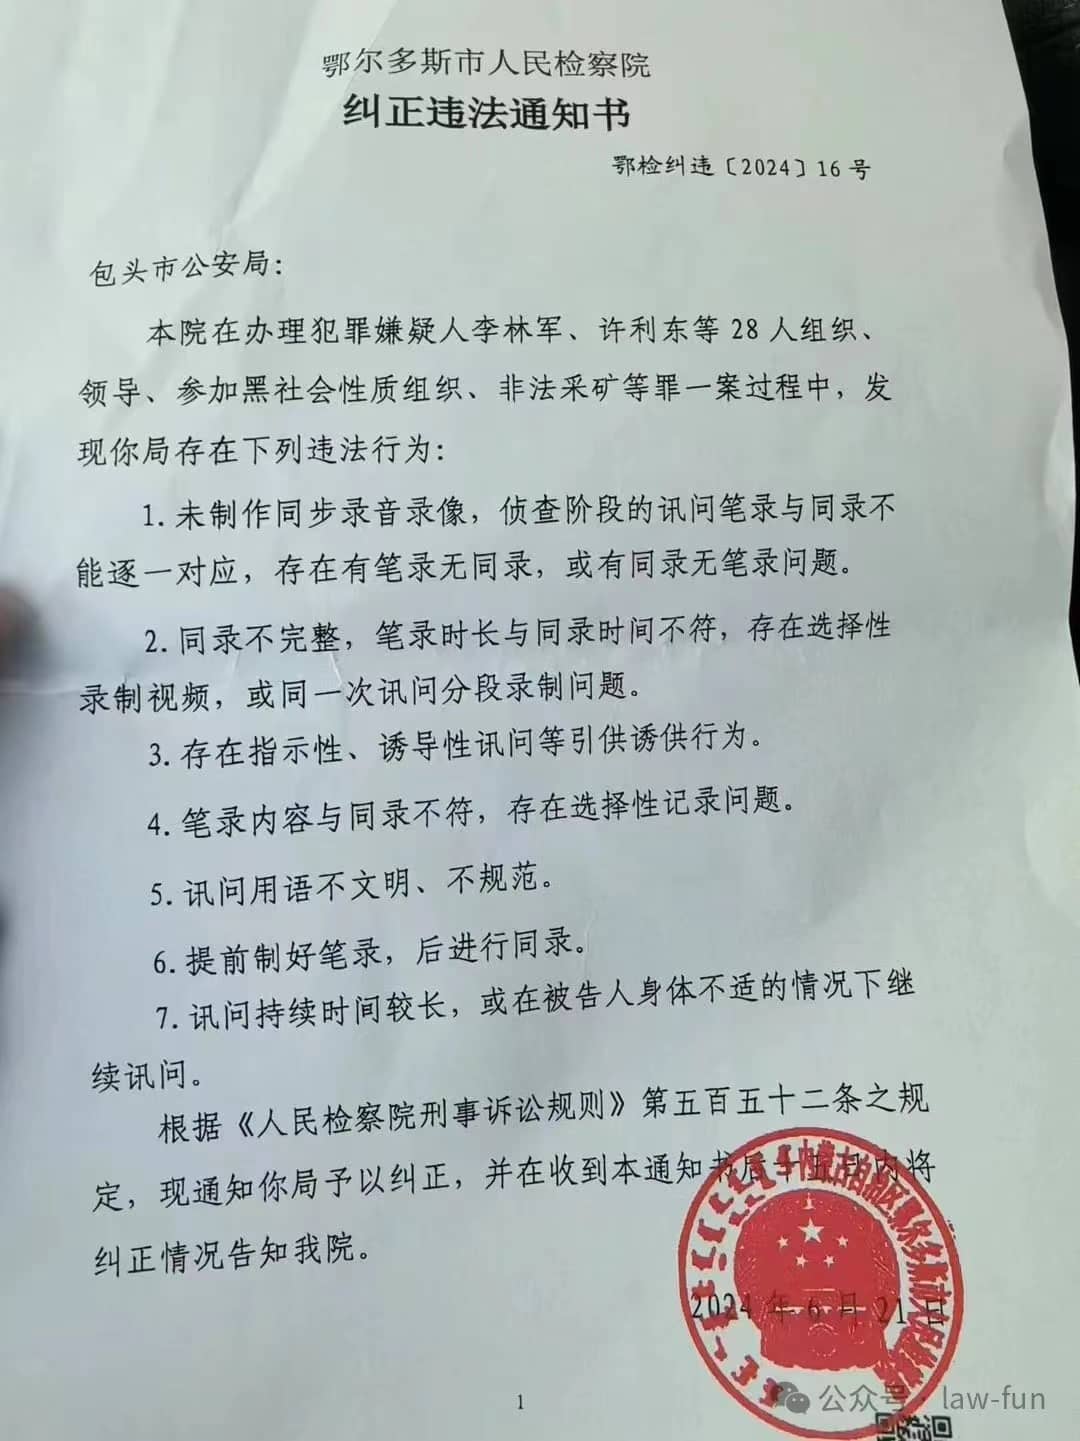 鄂尔多斯市人民检察院
纠正违法通知书
鄂检纠违〔2024〕16号
包头市公安局：
本院在办理犯罪嫌疑人李林军、许利东等28人组织、
领导、参加黑社会性质组织、非法采矿等罪一案过程中，发
现你局存在下列违法行为：
1.未制作同步录音录像，侦查阶段的讯问笔录与同录不
能逐一对应，存在有笔录无同录，或有同录无笔录问题。
2.同录不完整，笔录时长与同录时间不符，存在选择性
录制视频，或同一次讯问分段录制问题。
3.存在指示性、诱导性讯问等引供诱供行为。
4.笔录内容与同录不符，存在选择性记录问题。
5.讯问用语不文明、不规范。
6.提前制好笔录，后进行同录。
7.讯问持续时间较长，或在被告人身体不适的情况下继
续讯问。
根据《人民检察院刑事诉讼规则》第五百五十二条之规
定，现通知你局予以纠正，并在收到本通知书后十五日内将
纠正情况告知我院。
内蒙古自治区鄂尔多斯市人民检察院
2024年6月21日
1
公众号·law-fun